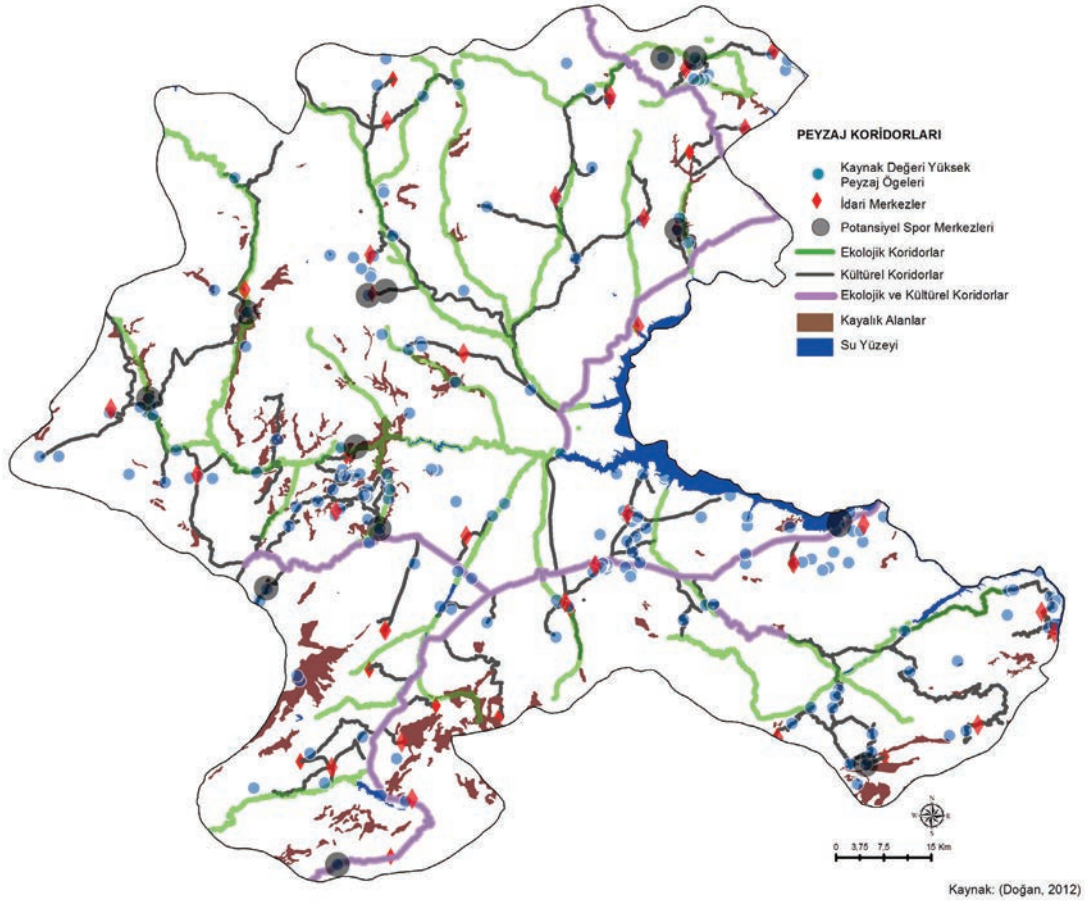 PEYZAJ KORİDORLARI
Kaynak Değeri Yüksek
Peyzaj Ögeleri
İdari Merkezler
Potansiyel Spor Merkezleri
Ekolojik Koridorlar
Kültürel Koridorlar
Ekolojik ve Kültürel Koridorlar
Kayalık Alanlar
Su Yüzeyi
N
W E
S
0 3,75 7,5 15 Km
Kaynak: (Doğan, 2012)